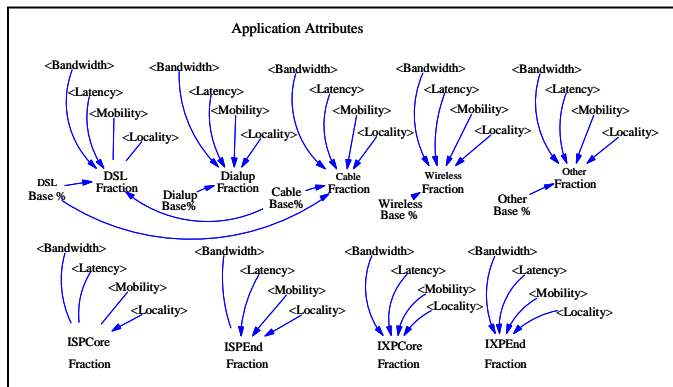 Application Attributes
<Bandwidth>
<Bandwidth>
<Bandwidth>
<Bandwidth>
<Bandwidth>
<Latency>
<Latency>
<Latency>
<Latency>
<Latency>
<Mobility>
<Mobility>
<Mobility>
<Mobility>
<Mobility>
<Locality>
<Locality>
<Locality>
<Locality>
<Locality>
DSL
Fraction
Dialup
Fraction
Cable
Fraction
Wireless
Fraction
Other
Fraction
DSL
Base %
Dialup
Base%
Cable
Base%
Wireless
Base %
Other
Base %
<Bandwidth>
<Bandwidth>
<Bandwidth>
<Bandwidth>
<Latency>
<Latency>
<Latency>
<Latency>
<Mobility>
<Mobility>
<Mobility>
<Mobility>
<Locality>
<Locality>
<Locality>
<Locality>
ISPCore
Fraction
ISPEnd
Fraction
IXPCore
Fraction
IXPEnd
Fraction